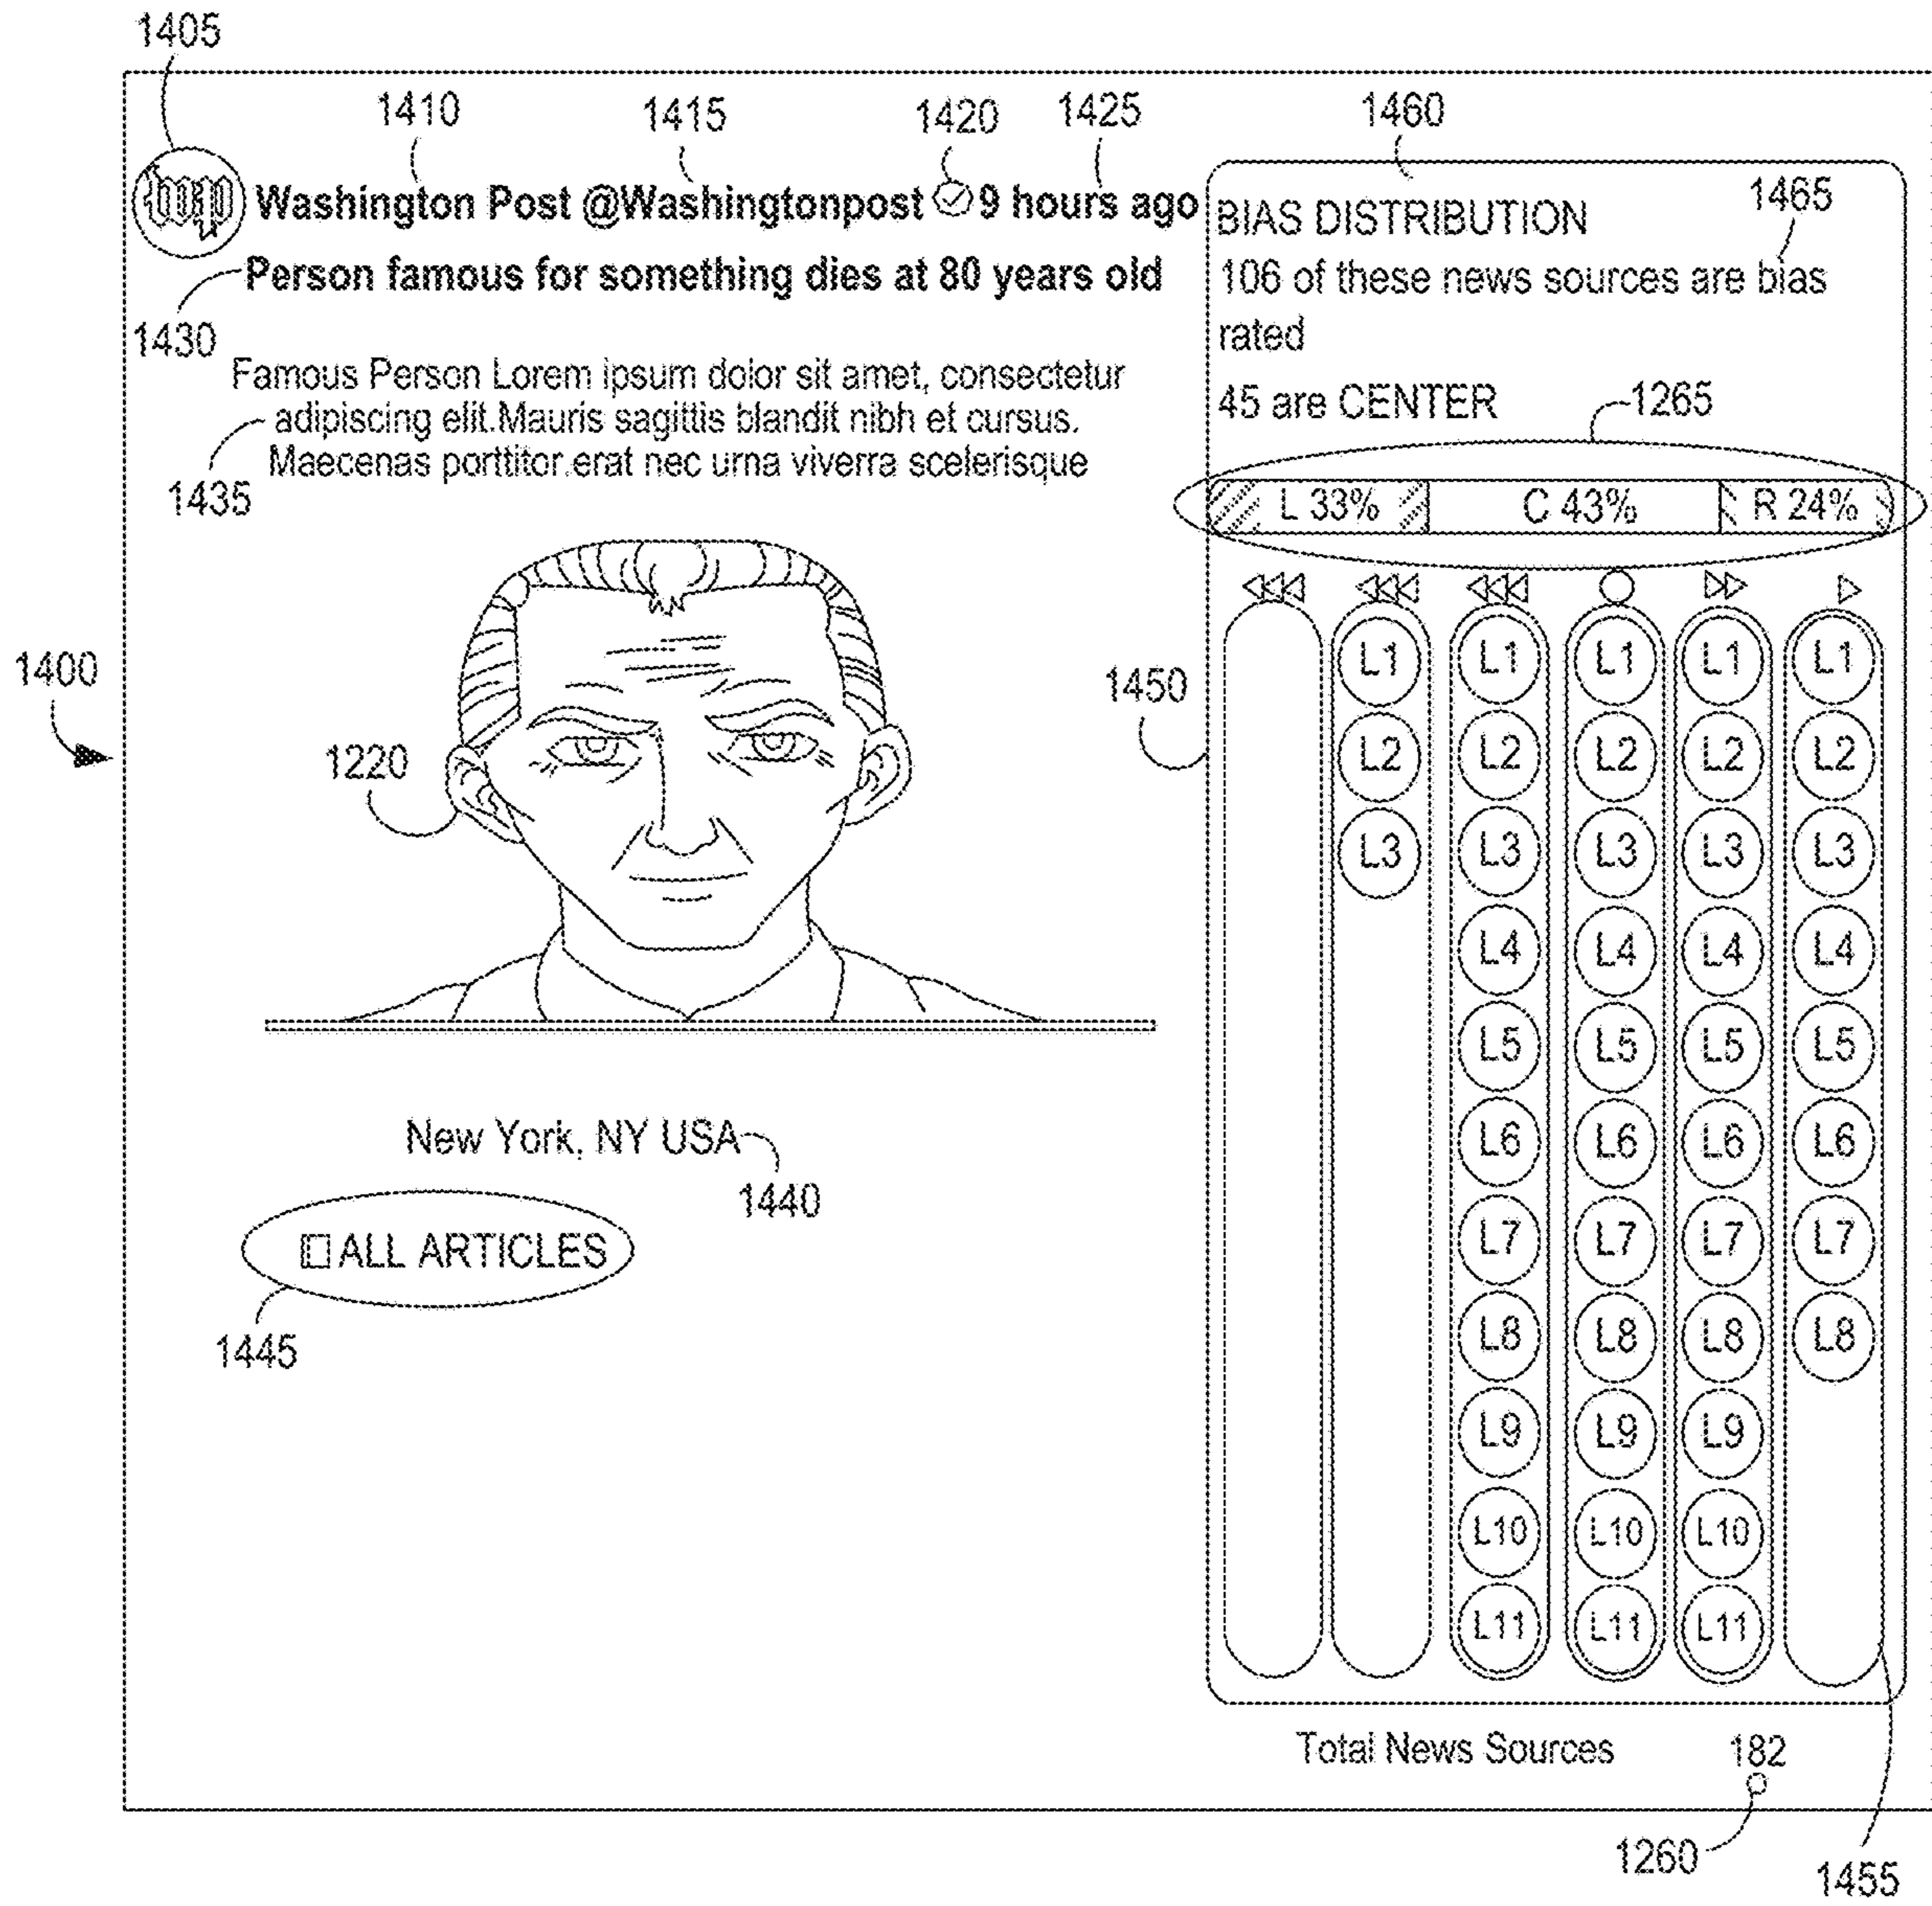 1405
1410
1415
1420
1425
1460
wp
Washington Post @Washingtonpost 9 hours ago
Person famous for something dies at 80 years old
1430
Famous Person Lorem ipsum dolor sit amet, consectetur
adipiscing elit.Mauris sagittis blandit nibh et cursus.
Maecenas porttitor.erat nec urna viverra scelerisque
1435
1400
1220
New York, NY USA
1440
ALL ARTICLES
1445
BIAS DISTRIBUTION
1465
106 of these news sources are bias
rated
45 are CENTER
1265
L 33% C 43% R 24%
1450
L1 L1 L1 L1 L1
L2 L2 L2 L2 L2
L3 L3 L3 L3 L3
L4 L4 L4 L4
L5 L5 L5 L5
L6 L6 L6 L6
L7 L7 L7 L7
L8 L8 L8 L8
L9 L9 L9
L10 L10 L10
L11 L11 L11
Total News Sources 182
1260
1455